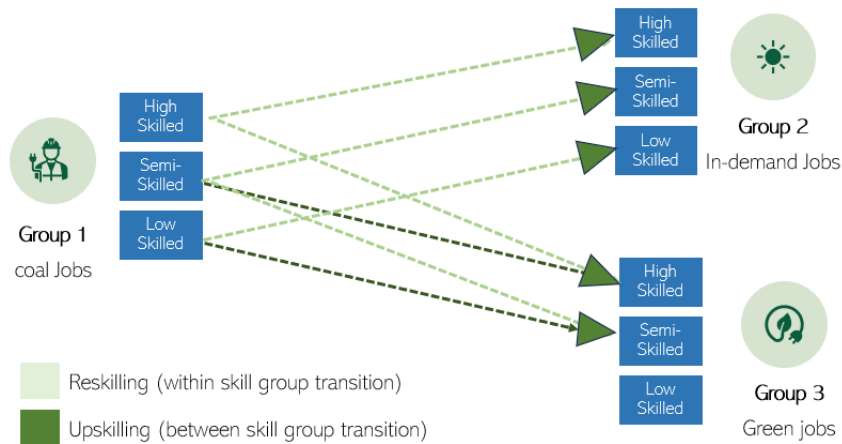 High
Skilled
Semi-
Skilled
Low
Skilled
Group 1
coal Jobs
High
Skilled
Semi-
Skilled
Low
Skilled
Group 2
In-demand Jobs
High
Skilled
Semi-
Skilled
Low
Skilled
Group 3
Green jobs
Reskilling (within skill group transition)
Upskilling (between skill group transition)